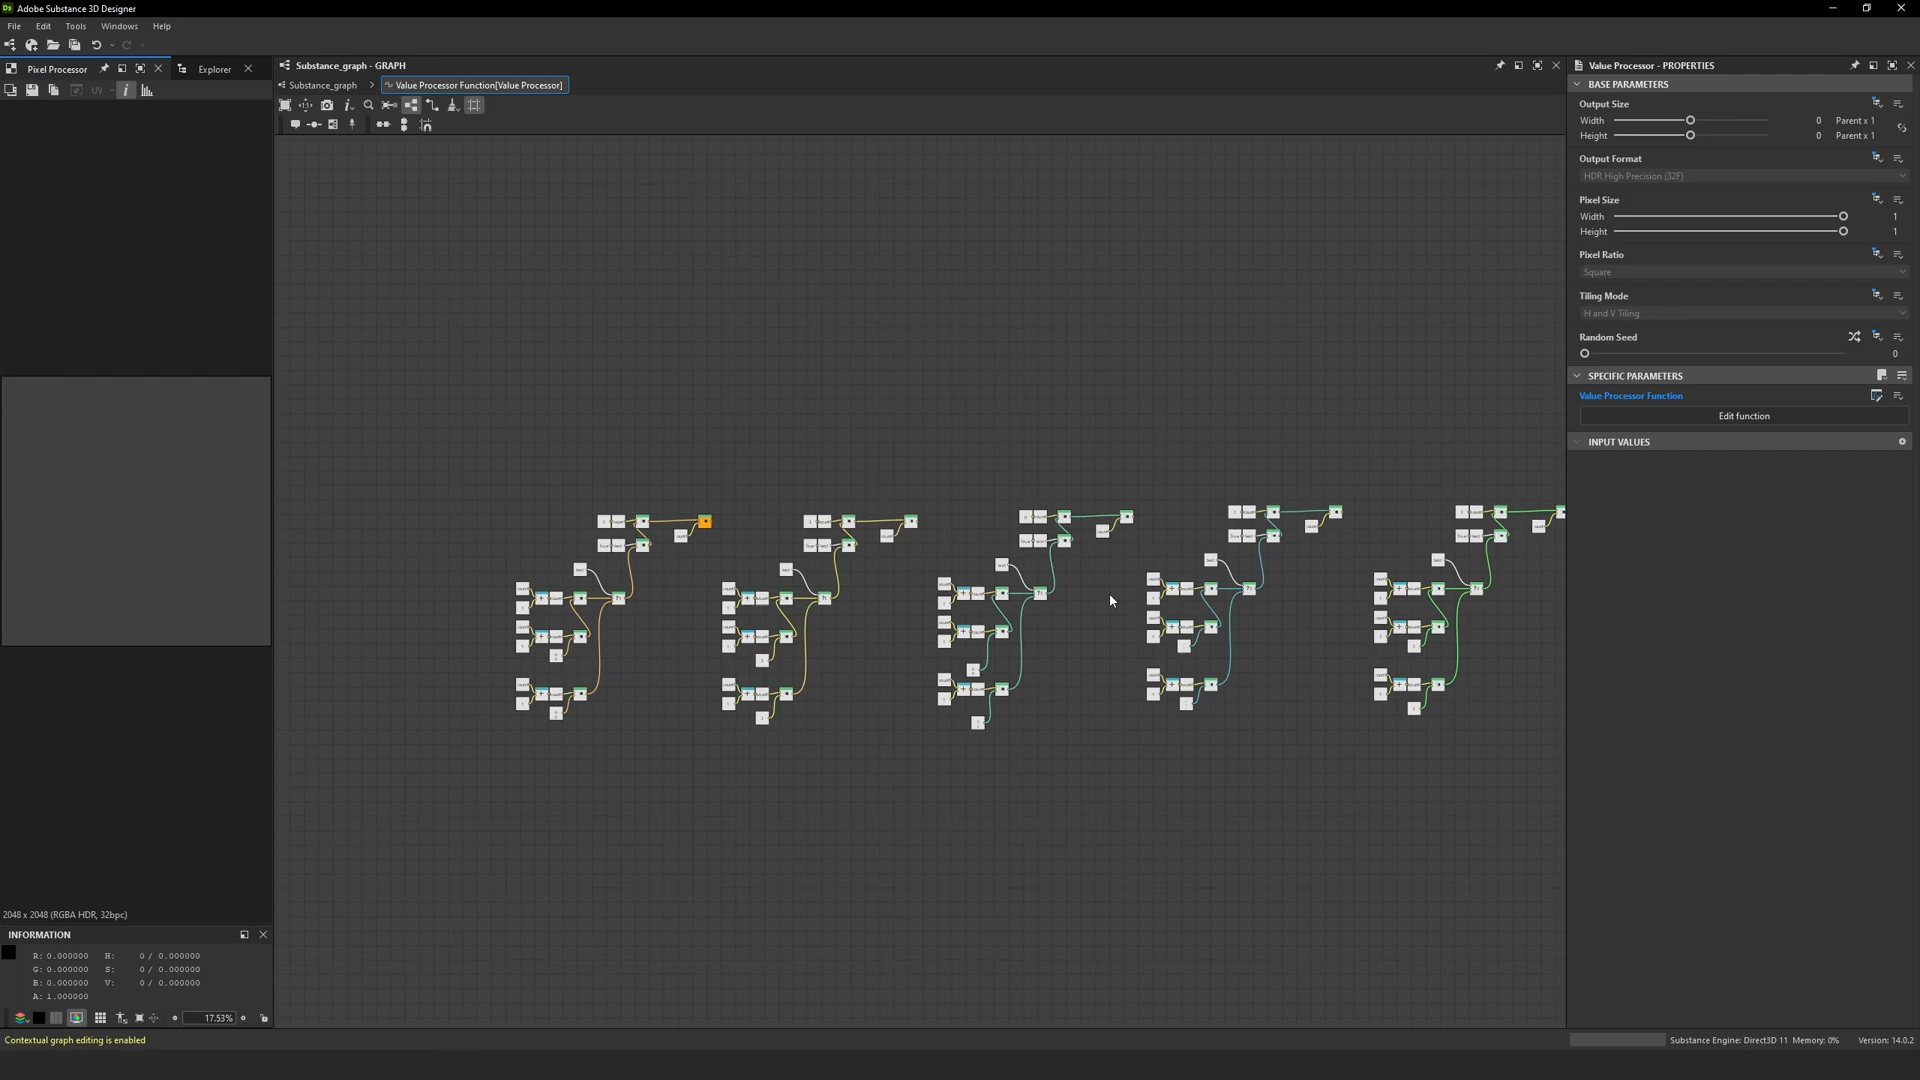 Ds Adobe Substance 3D Designer
File Edit Tools Windows Help
Pixel Processor Explorer
UV
2048 x 2048 (RGBA HDR, 32bpc)
INFORMATION
R: 0.000000 H: 0 / 0.000000
G: 0.000000 S: 0 / 0.000000
B: 0.000000 V: 0 / 0.000000
A: 1.000000
17.53%
Contextual graph editing is enabled
Substance_graph - GRAPH
Substance_graph > Value Processor Function[Value Processor]
Value Processor - PROPERTIES
BASE PARAMETERS
Output Size
Width 0 Parent x 1
Height 0 Parent x 1
Output Format
HDR High Precision (32F)
Pixel Size
Width 1
Height 1
Pixel Ratio
Square
Tiling Mode
H and V Tiling
Random Seed
0
SPECIFIC PARAMETERS
Value Processor Function
Edit function
INPUT VALUES
Substance Engine: Direct3D 11 Memory: 0% Version: 14.0.2